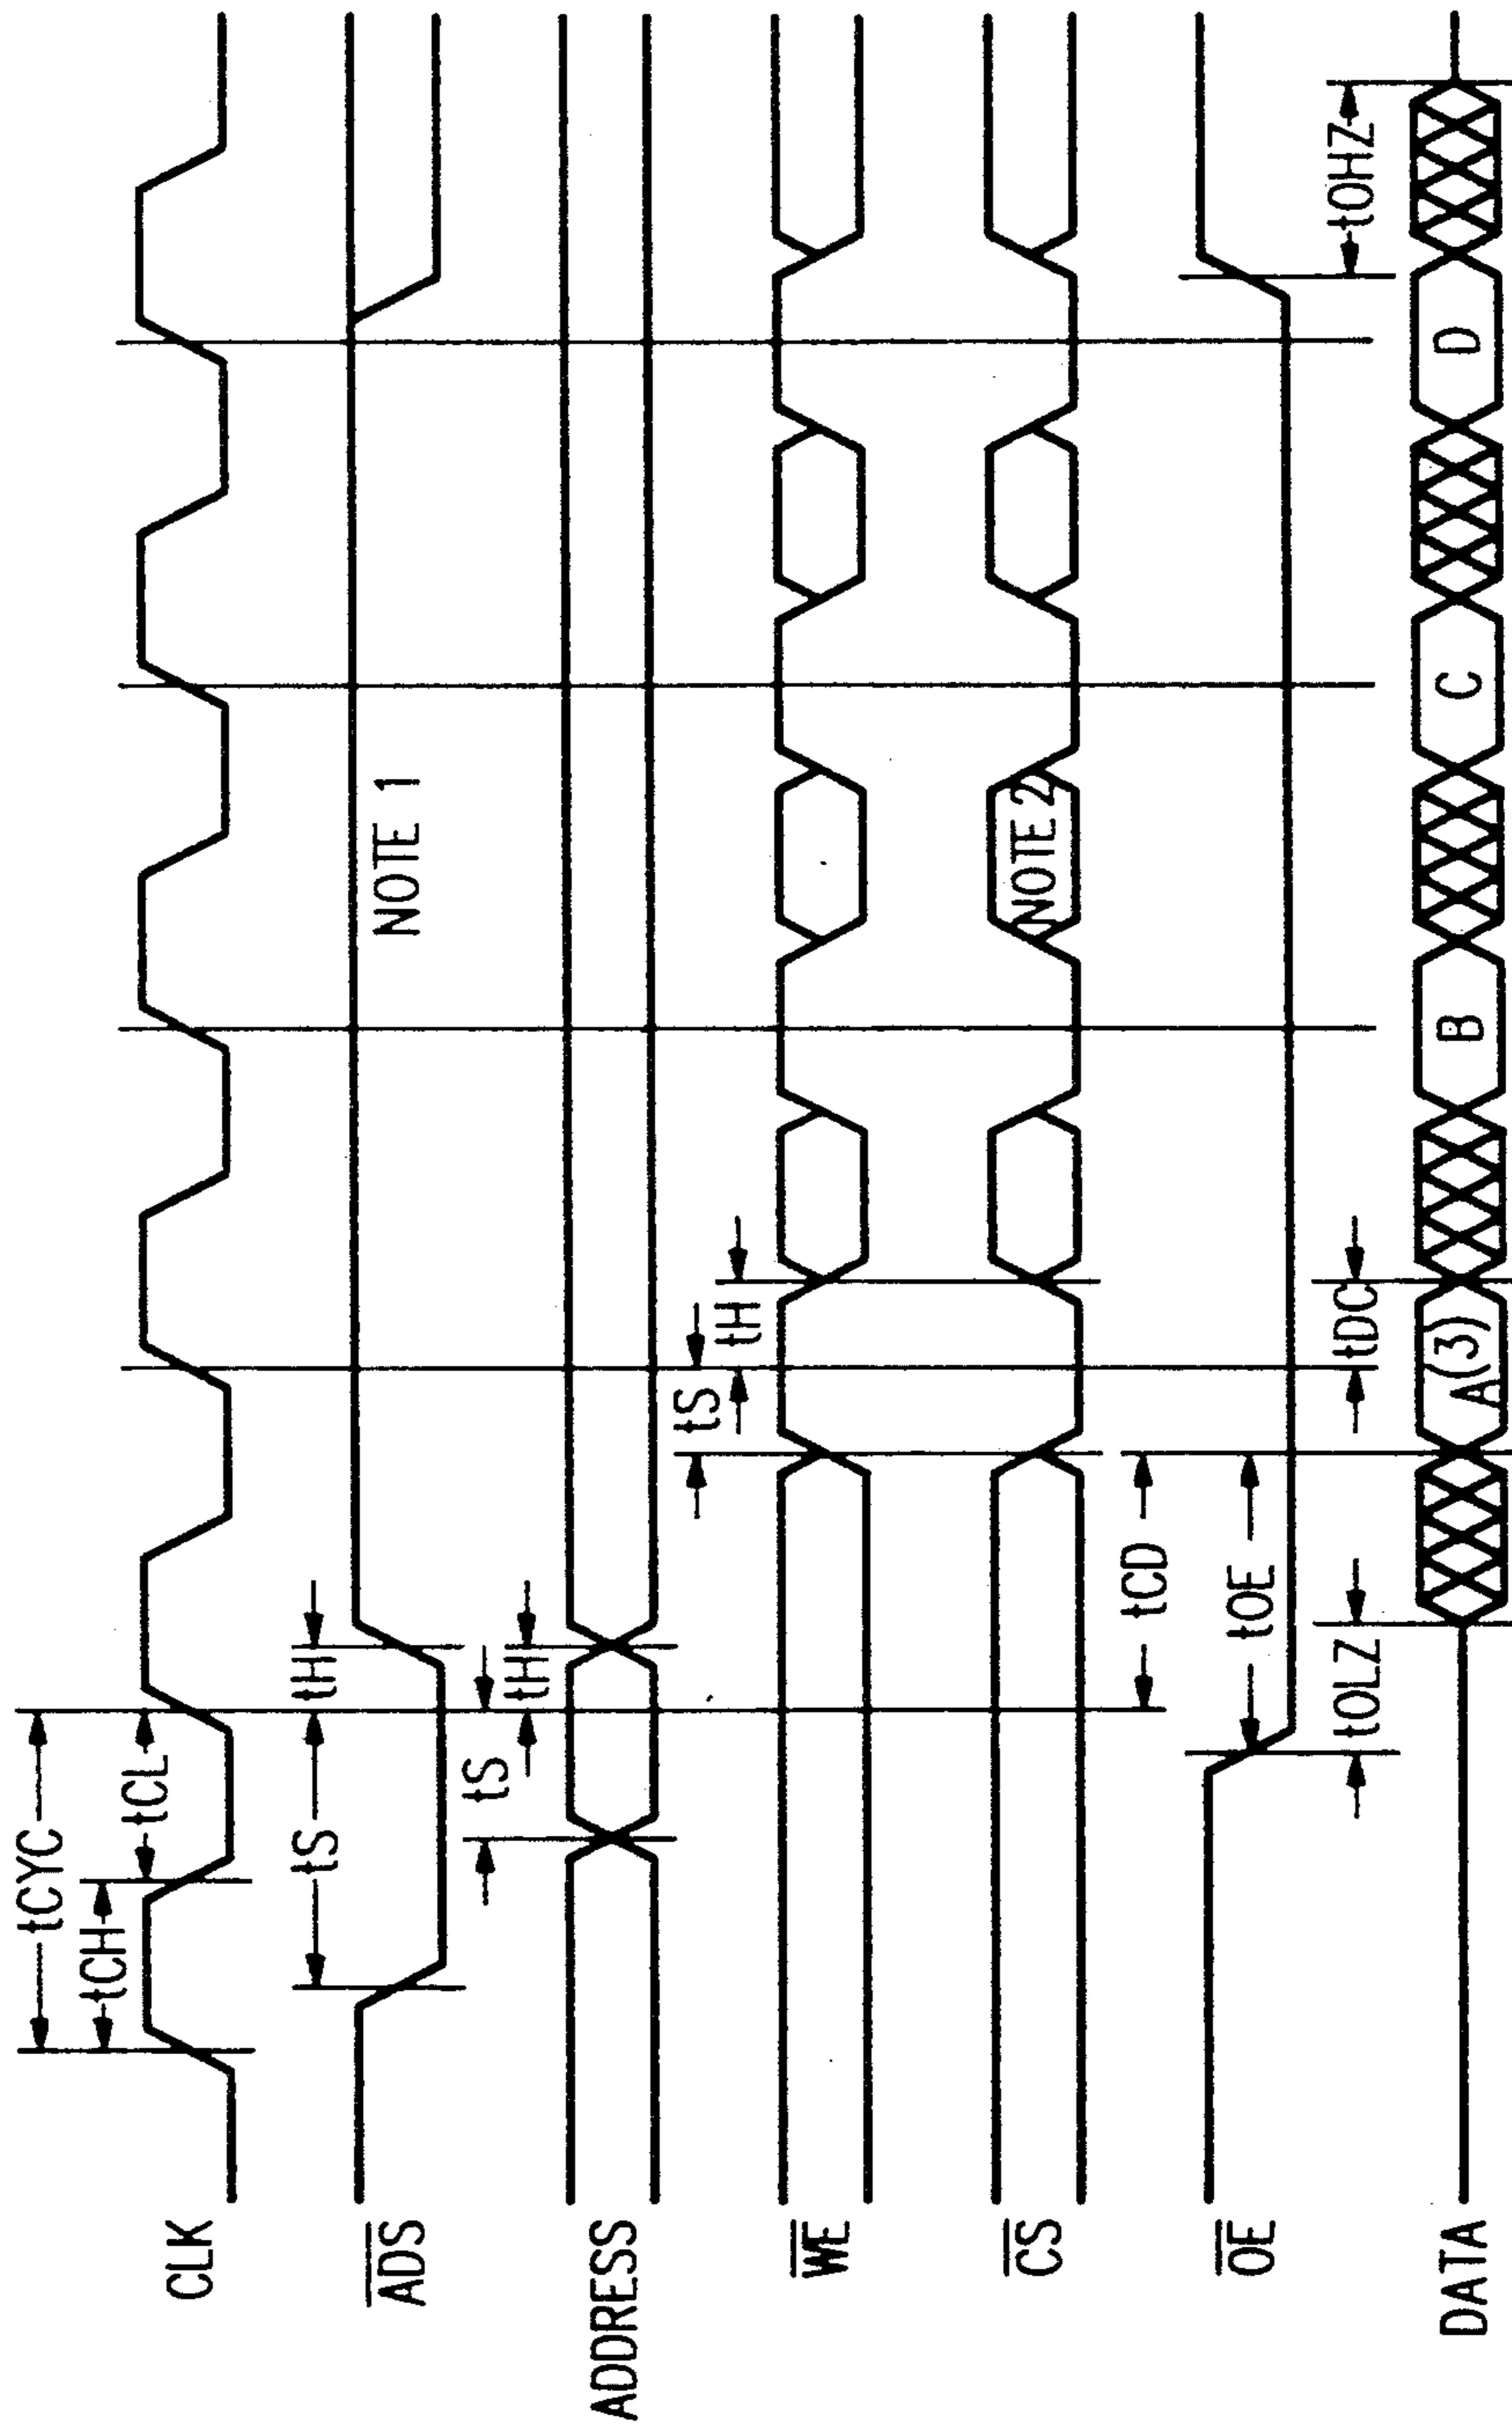 tCYC
tCH
tCL
CLK
tS
tH
ADS
NOTE 1
tS
tH
ADDRESS
tS
tH
WE
CS
NOTE 2
tCD
tOE
OE
tOLZ
tDC
tOHZ
DATA
A(3)
B
C
D